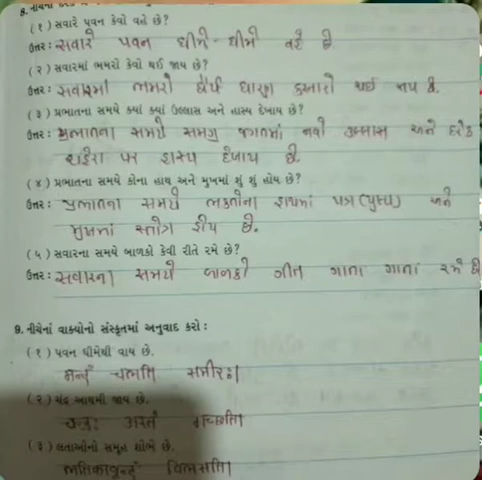 (૧) સવારે પવન કેવો વાતે છે?
ઉત્તર: સવારે પવન ધીમે-ધીમે વહે છે.
(૨) સવારમાં ભમરો કેવો થઈ જાય છે?
ઉત્તર: સવારમાં ભમરો ધારણ કરનારો થઈ જાય છે.
(૩) પ્રભાતના સમયે ક્યાં ક્યાં ઉલ્લાસ અને હાસ્ય દેખાય છે?
ઉત્તર: પ્રભાતના સમયે સમગ્ર જગતમાં નવો ઉલ્લાસ અને દરેક
ચહેરા પર હાસ્ય દેખાય છે.
(૪) પ્રભાતના સમયે કોના હાથ અને મુખમાં શું શું હોય છે?
ઉત્તર: પ્રભાતના સમયે ભક્તોના હાથમાં પત્ર (પુષ્પ) અને
મુખમાં સ્તોત્ર હોય છે.
(૫) સવારના સમયે બાળકો કેવી રીતે રમે છે?
ઉત્તર: સવારના સમયે બાળકો ગીત ગાતા ગાતાં રમે છે
૭. નીચેનાં વાક્યોનો સંસ્કૃતમાં અનુવાદ કરો:
(૧) પવન ધીમેથી વાય છે.
मन्दं चलति समीरः।
(૨) ચંદ્ર આથમી જાય છે.
चन्द्रः अस्तं गच्छति।
(૩) લતાઓનો સમૂહ શોભે છે.
लतिकावृन्दं विलसति।